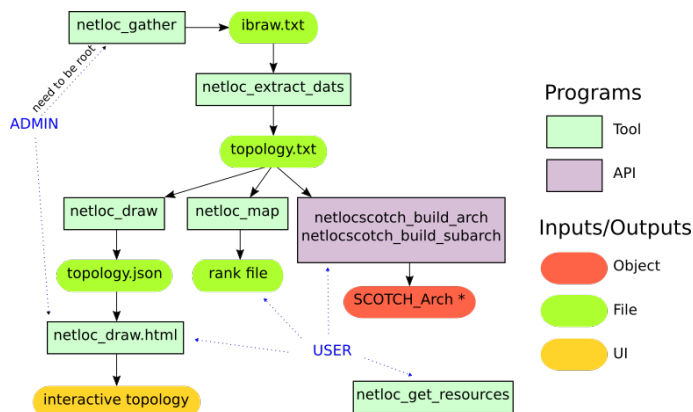 netloc_gather
ibraw.txt
need to be root
netloc_extract_dats
ADMIN
topology.txt
netloc_draw
netloc_map
netlocscotch_build_arch
netlocscotch_build_subarch
topology.json
rank file
SCOTCH_Arch *
netloc_draw.html
USER
interactive topology
netloc_get_resources
Programs
Tool
API
Inputs/Outputs
Object
File
UI